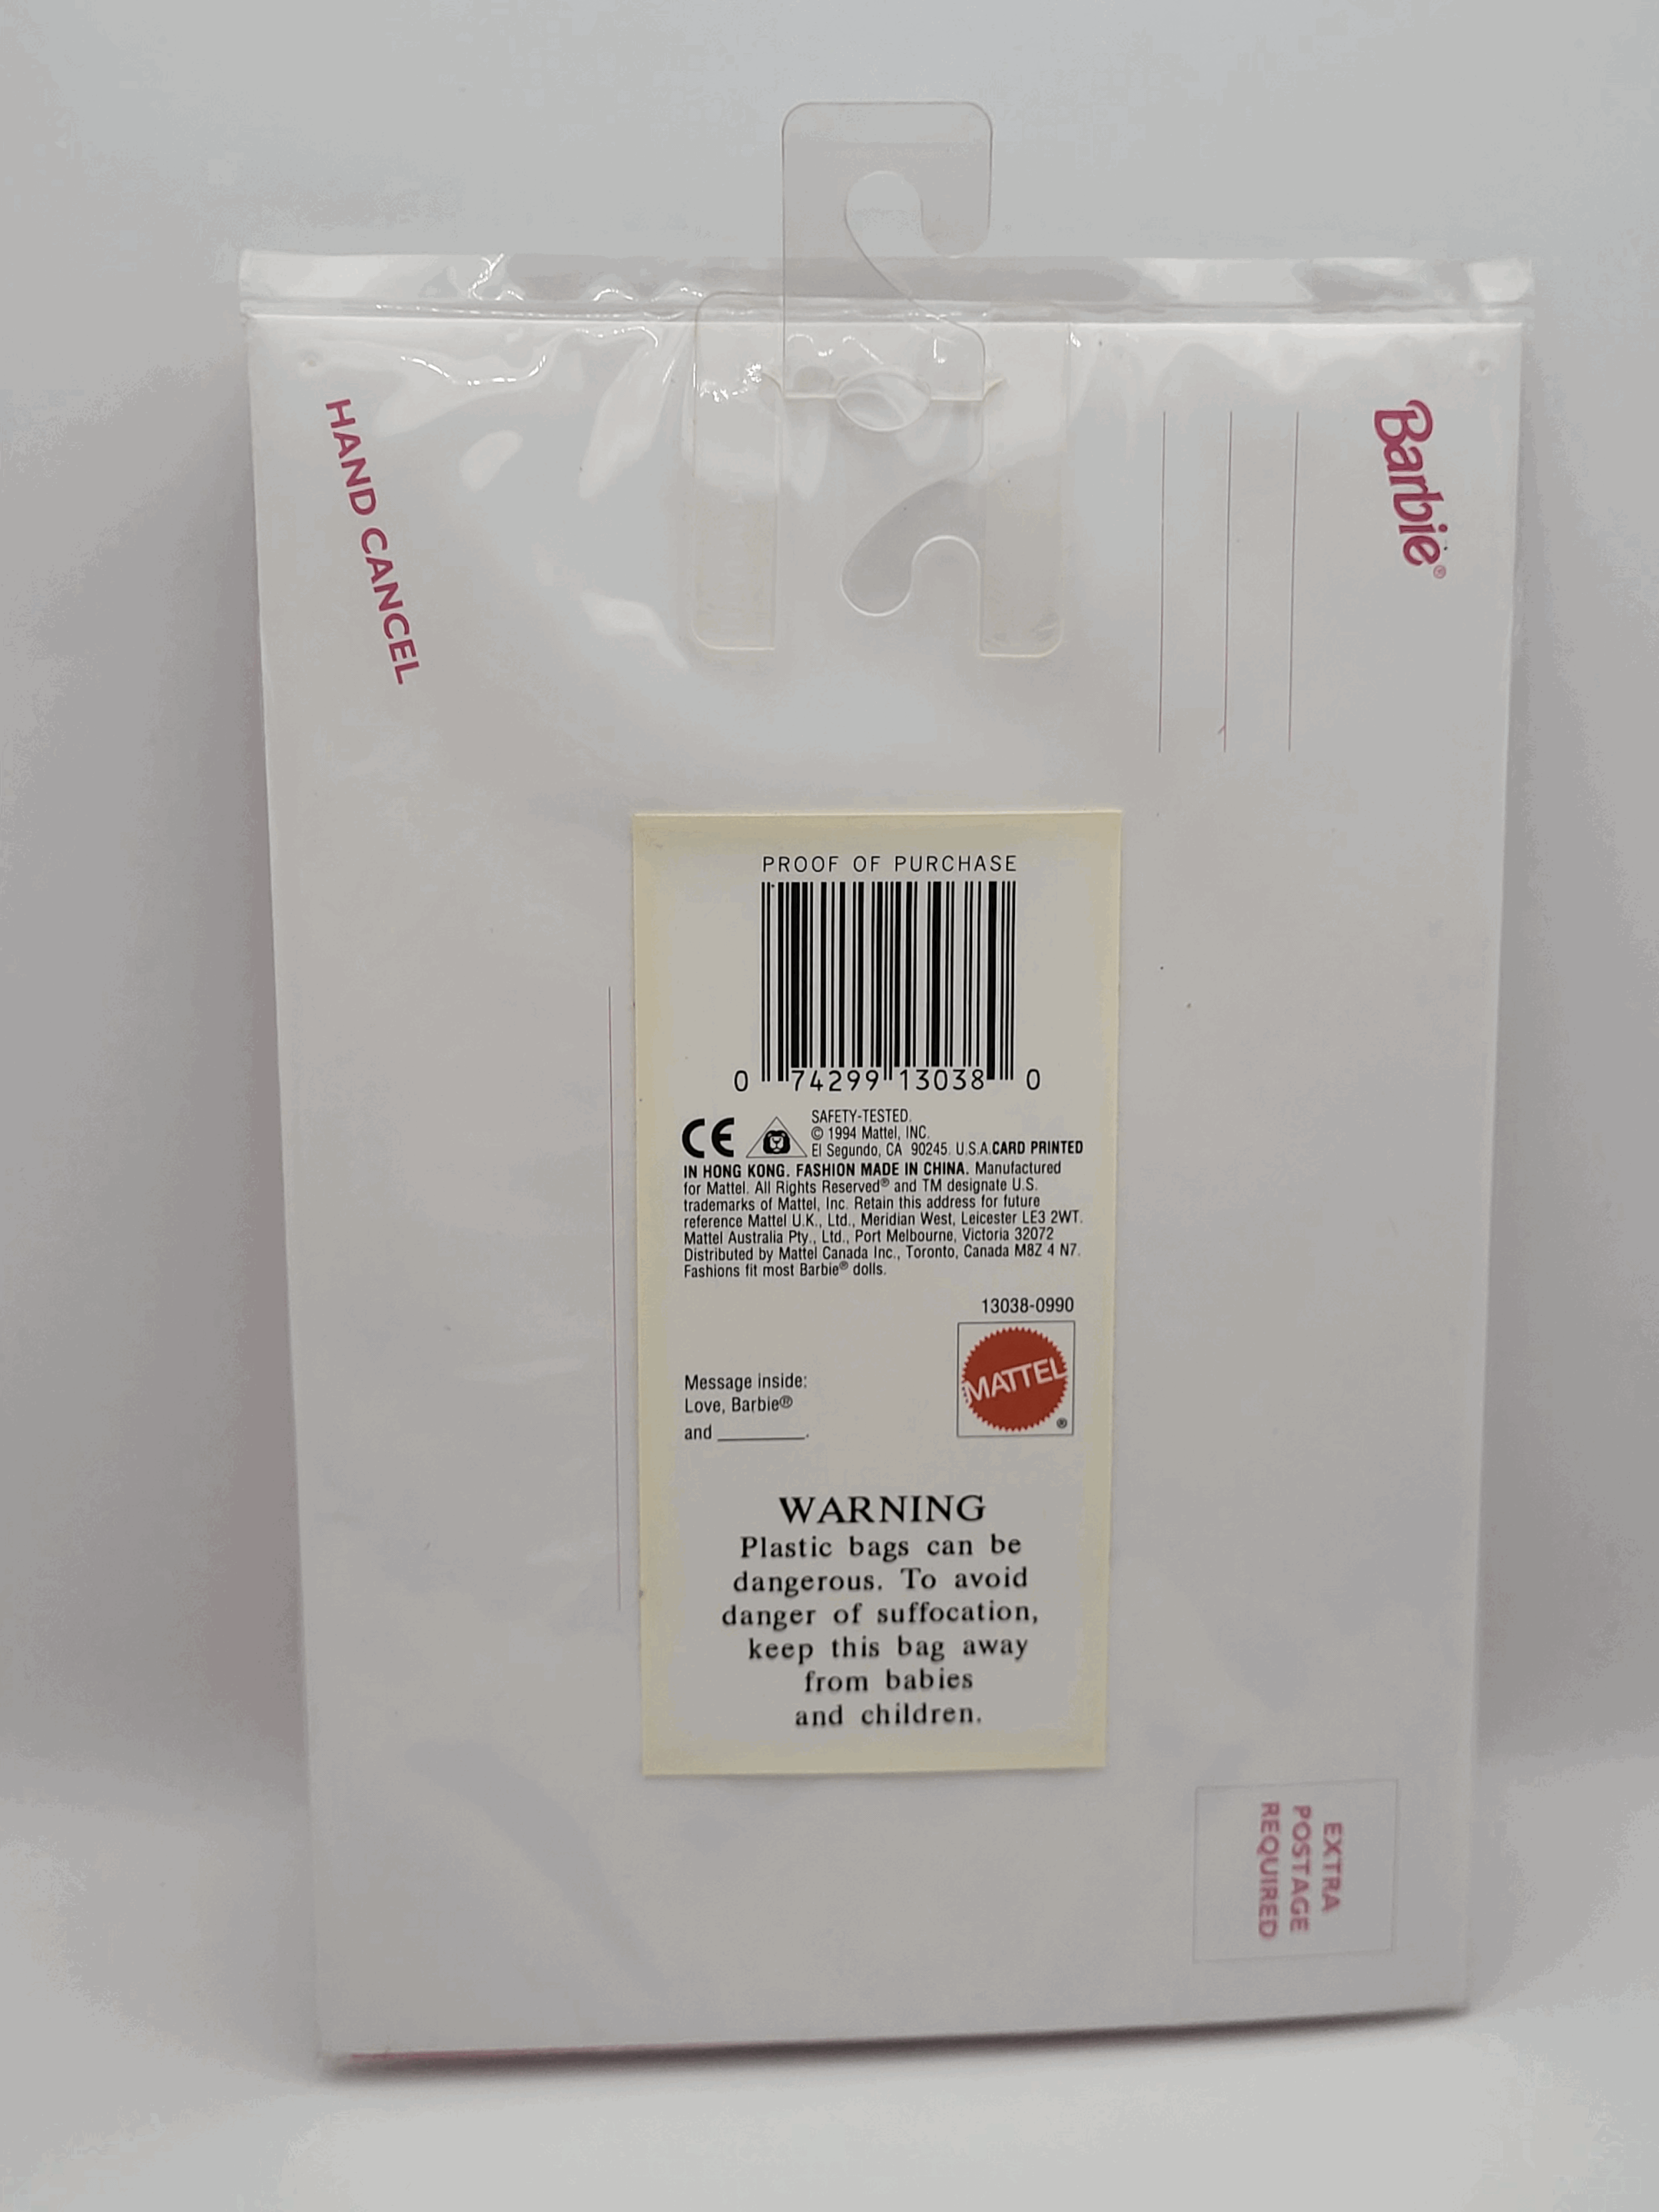 HAND CANCEL
Barbie®
PROOF OF PURCHASE
0 74299 13038 0
CE
SAFETY-TESTED.
© 1994 Mattel, INC.
El Segundo, CA 90245. U.S.A. CARD PRINTED
IN HONG KONG. FASHION MADE IN CHINA. Manufactured
for Mattel. All Rights Reserved® and TM designate U.S.
trademarks of Mattel, Inc. Retain this address for future
reference Mattel U.K., Ltd., Meridian West, Leicester LE3 2WT.
Mattel Australia Pty., Ltd., Port Melbourne, Victoria 32072
Distributed by Mattel Canada Inc., Toronto, Canada M8Z 4 N7.
Fashions fit most Barbie® dolls.
13038-0990
MATTEL
®
Message inside:
Love, Barbie®
and ________.
WARNING
Plastic bags can be
dangerous. To avoid
danger of suffocation,
keep this bag away
from babies
and children.
EXTRA
POSTAGE
REQUIRED